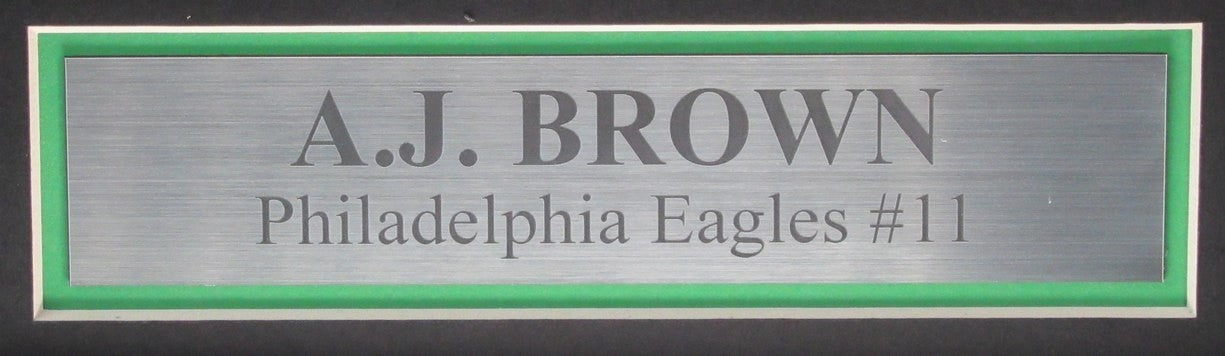 A.J. BROWN
Philadelphia Eagles #11